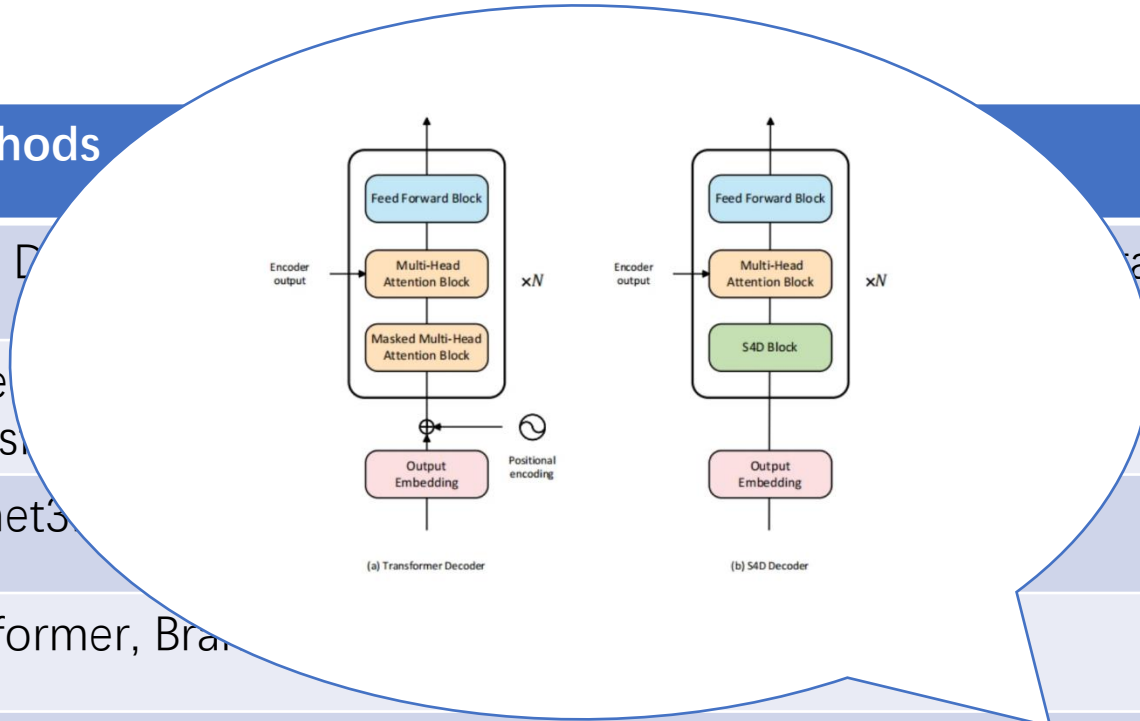 hods
Feed Forward Block
Multi-Head
Attention Block
Encoder
output
×N
Masked Multi-Head
Attention Block
Positional
encoding
Output
Embedding
(a) Transformer Decoder
Feed Forward Block
Multi-Head
Attention Block
Encoder
output
×N
S4D Block
Output
Embedding
(b) S4D Decoder
D
net3
former,